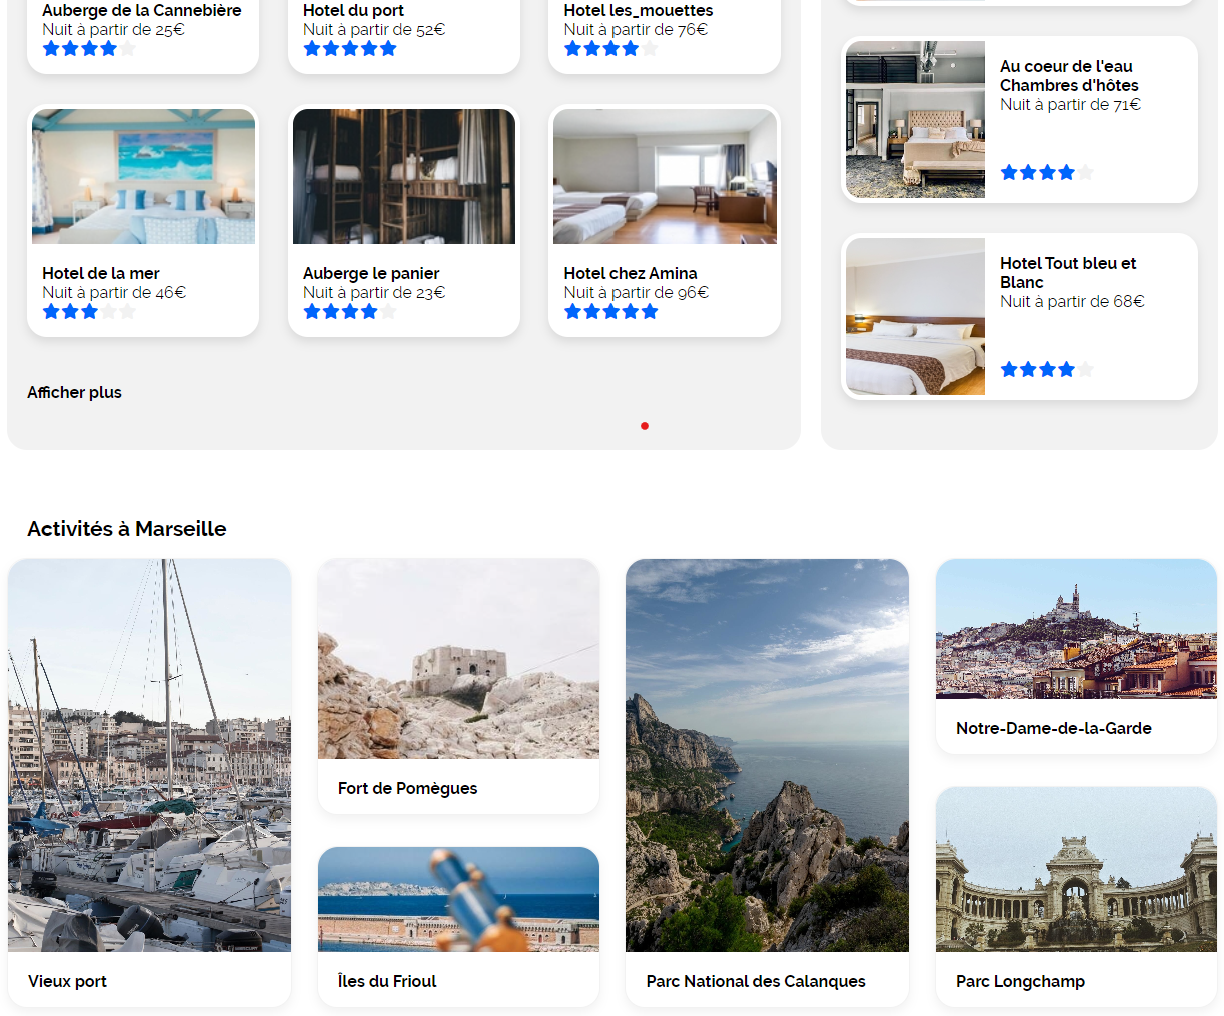 Auberge de la Cannebière
Nuit à partir de 25€
Hotel du port
Nuit à partir de 52€
Hotel les_mouettes
Nuit à partir de 76€
Hotel de la mer
Nuit à partir de 46€
Auberge le panier
Nuit à partir de 23€
Hotel chez Amina
Nuit à partir de 96€
Afficher plus
Au coeur de l'eau
Chambres d'hôtes
Nuit à partir de 71€
Hotel Tout bleu et
Blanc
Nuit à partir de 68€
Activités à Marseille
Vieux port
Fort de Pomègues
Îles du Frioul
Parc National des Calanques
Notre-Dame-de-la-Garde
Parc Longchamp